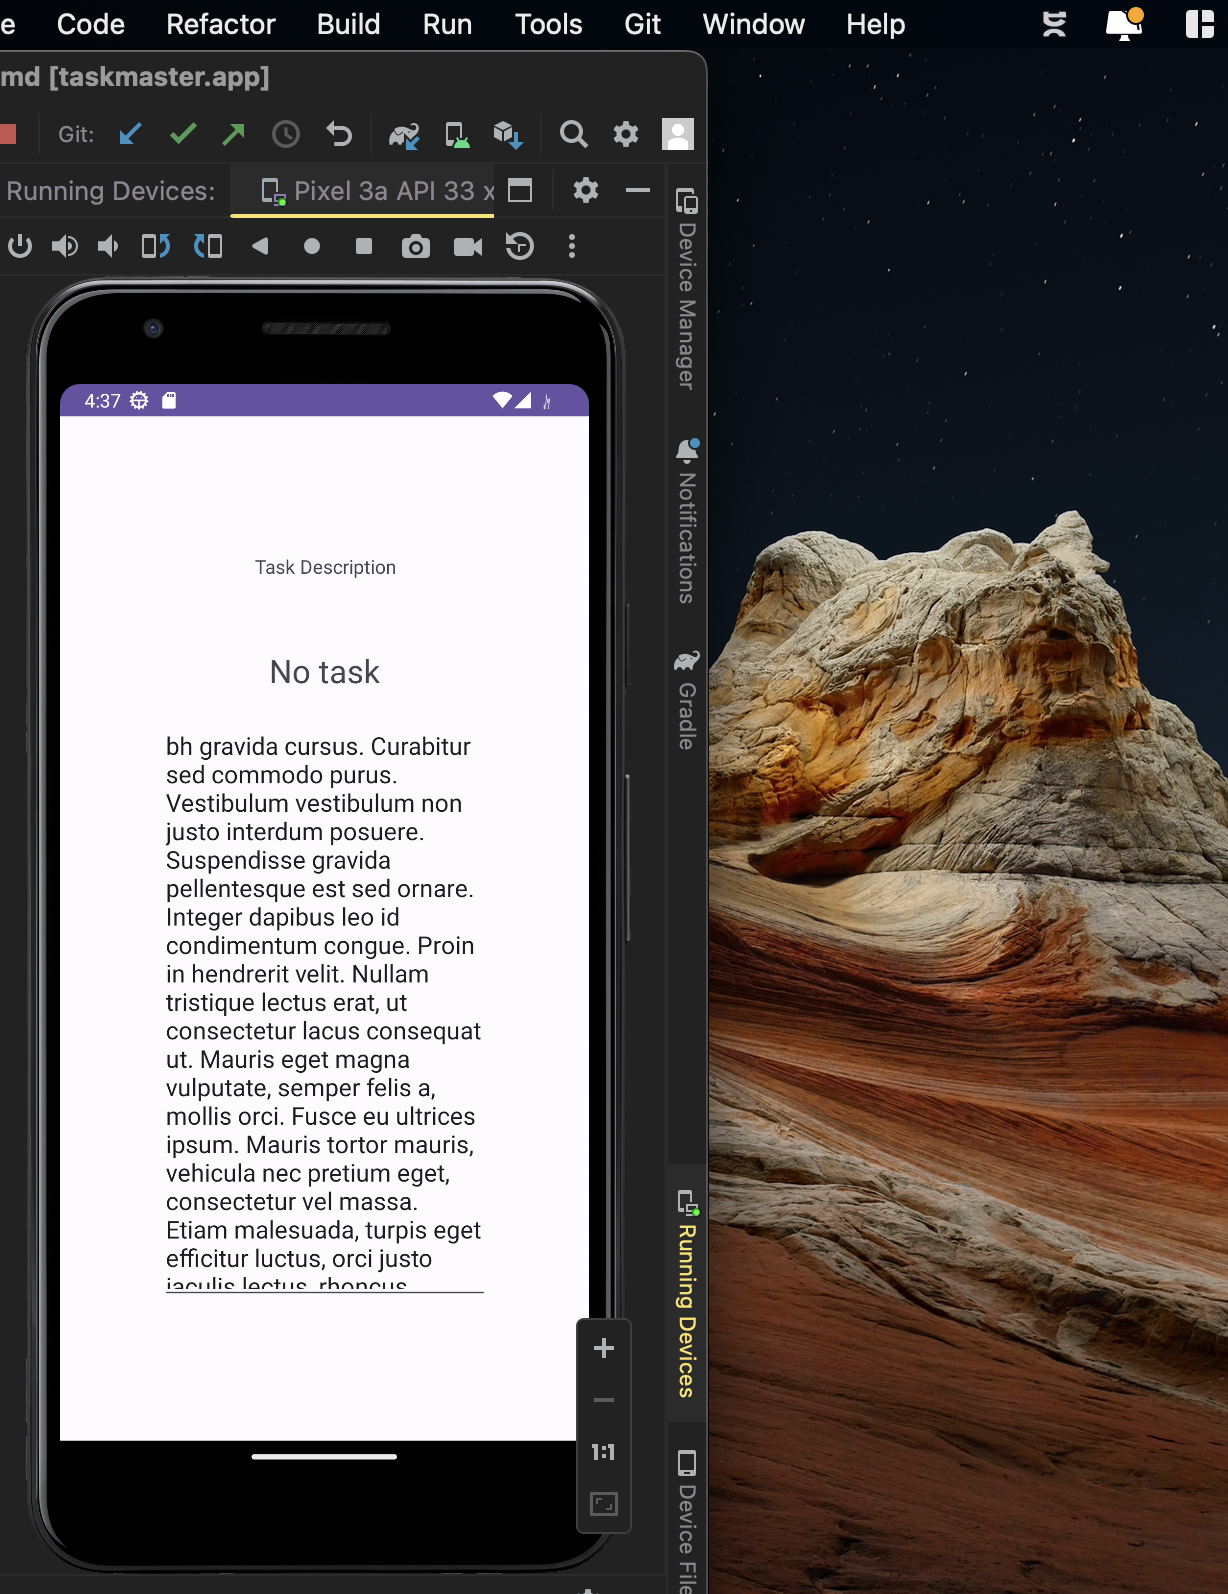 e Code Refactor Build Run Tools Git Window Help
md [taskmaster.app]
Git:
Running Devices: Pixel 3a API 33 x
4:37
Task Description
No task
bh gravida cursus. Curabitur
sed commodo purus.
Vestibulum vestibulum non
justo interdum posuere.
Suspendisse gravida
pellentesque est sed ornare.
Integer dapibus leo id
condimentum congue. Proin
in hendrerit velit. Nullam
tristique lectus erat, ut
consectetur lacus consequat
ut. Mauris eget magna
vulputate, semper felis a,
mollis orci. Fusce eu ultrices
ipsum. Mauris tortor mauris,
vehicula nec pretium eget,
consectetur vel massa.
Etiam malesuada, turpis eget
efficitur luctus, orci justo
iaculis lectus, rhoncus
1:1
Device Manager
Notifications
Gradle
Running Devices
Device File